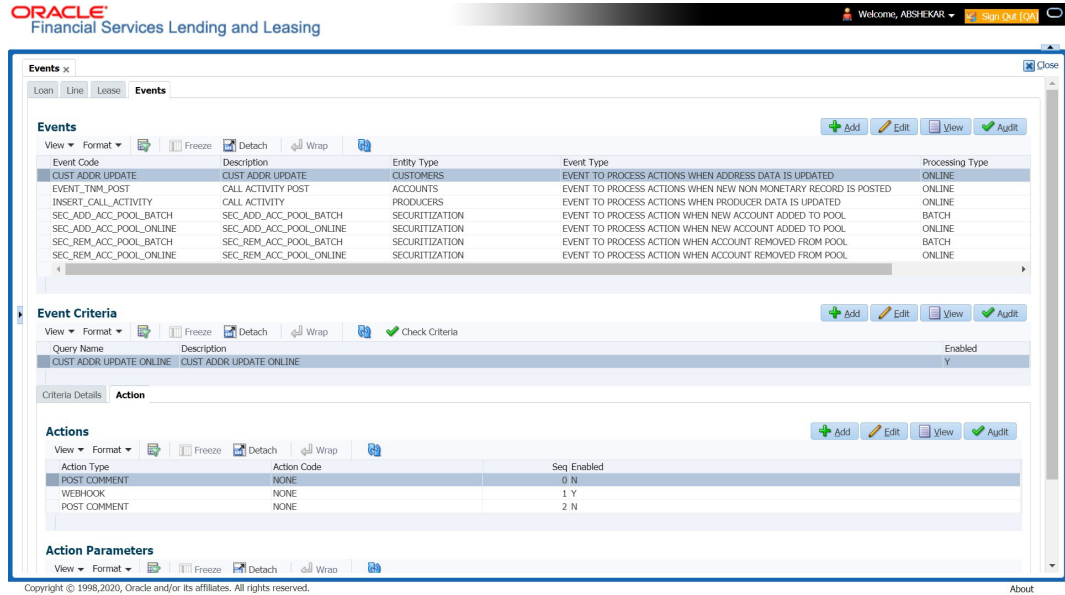 ORACLE
Financial Services Lending and Leasing
Welcome, ABSHEKAR
Sign Out [QA]
Events ×
Close
Loan Line Lease Events
Events
Add Edit View Audit
View Format Freeze Detach Wrap
Event Code Description Entity Type Event Type Processing Type
CUST ADDR UPDATE CUST ADDR UPDATE CUSTOMERS EVENT TO PROCESS ACTIONS WHEN ADDRESS DATA IS UPDATED ONLINE
EVENT_TNM_POST CALL ACTIVITY POST ACCOUNTS EVENT TO PROCESS ACTIONS WHEN NEW NON MONETARY RECORD IS POSTED ONLINE
INSERT_CALL_ACTIVITY CALL ACTIVITY PRODUCERS EVENT TO PROCESS ACTIONS WHEN PRODUCER DATA IS UPDATED ONLINE
SEC_ADD_ACC_POOL_BATCH SEC_ADD_ACC_POOL_BATCH SECURITIZATION EVENT TO PROCESS ACTION WHEN NEW ACCOUNT ADDED TO POOL BATCH
SEC_ADD_ACC_POOL_ONLINE SEC_ADD_ACC_POOL_ONLINE SECURITIZATION EVENT TO PROCESS ACTION WHEN NEW ACCOUNT ADDED TO POOL ONLINE
SEC_REM_ACC_POOL_BATCH SEC_REM_ACC_POOL_BATCH SECURITIZATION EVENT TO PROCESS ACTION WHEN ACCOUNT REMOVED FROM POOL BATCH
SEC_REM_ACC_POOL_ONLINE SEC_REM_ACC_POOL_ONLINE SECURITIZATION EVENT TO PROCESS ACTION WHEN ACCOUNT REMOVED FROM POOL ONLINE
Event Criteria
Add Edit View Audit
View Format Freeze Detach Wrap Check Criteria
Query Name Description Enabled
CUST ADDR UPDATE ONLINE CUST ADDR UPDATE ONLINE Y
Criteria Details Action
Actions
Add Edit View Audit
View Format Freeze Detach Wrap
Action Type Action Code Seq Enabled
POST COMMENT NONE 0 N
WEBHOOK NONE 1 Y
POST COMMENT NONE 2 N
Action Parameters
View Format Freeze Detach Wrap
Copyright © 1998,2020, Oracle and/or its affiliates. All rights reserved.
About